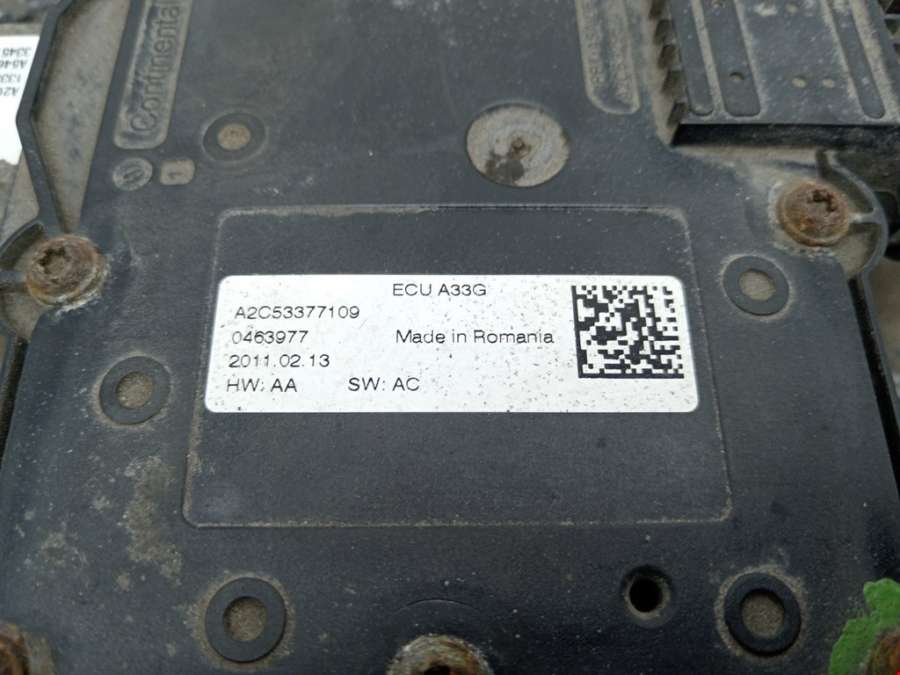 Continental
ECU A33G
A2C53377109
0463977
Made in Romania
2011.02.13
HW: AA SW: AC